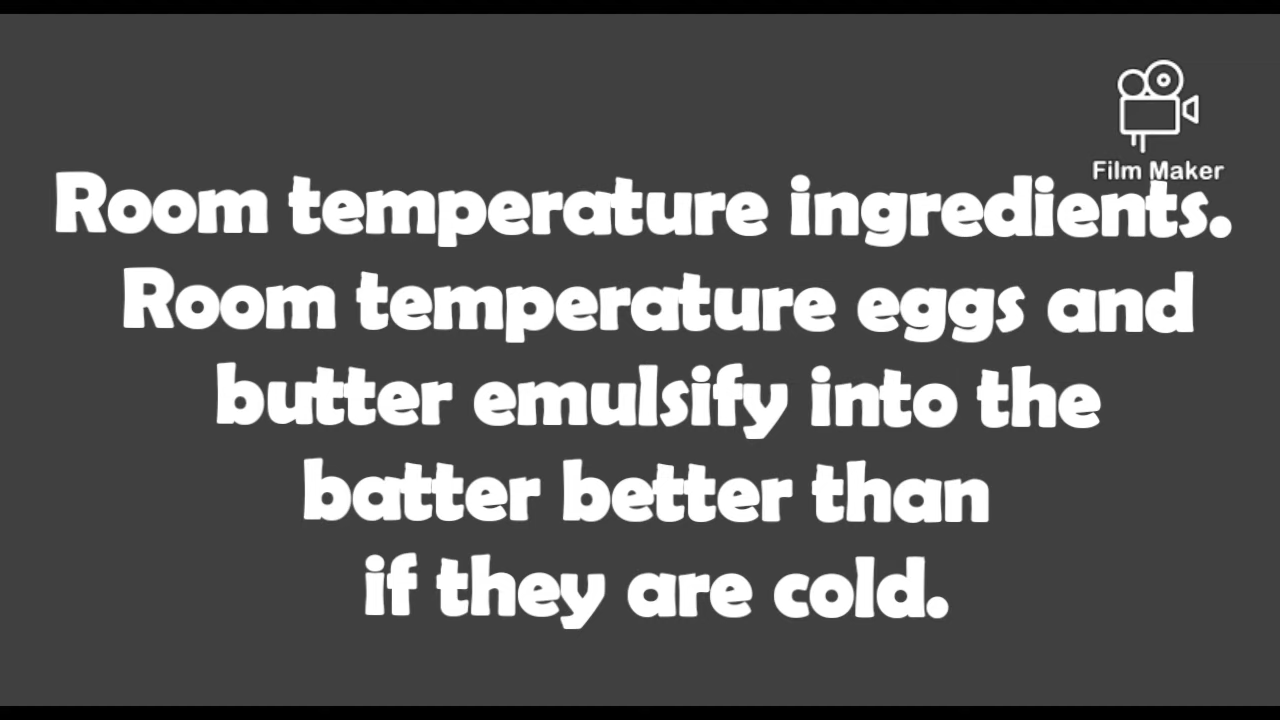 Film Maker
Room temperature ingredients.
Room temperature eggs and
butter emulsify into the
batter better than
if they are cold.